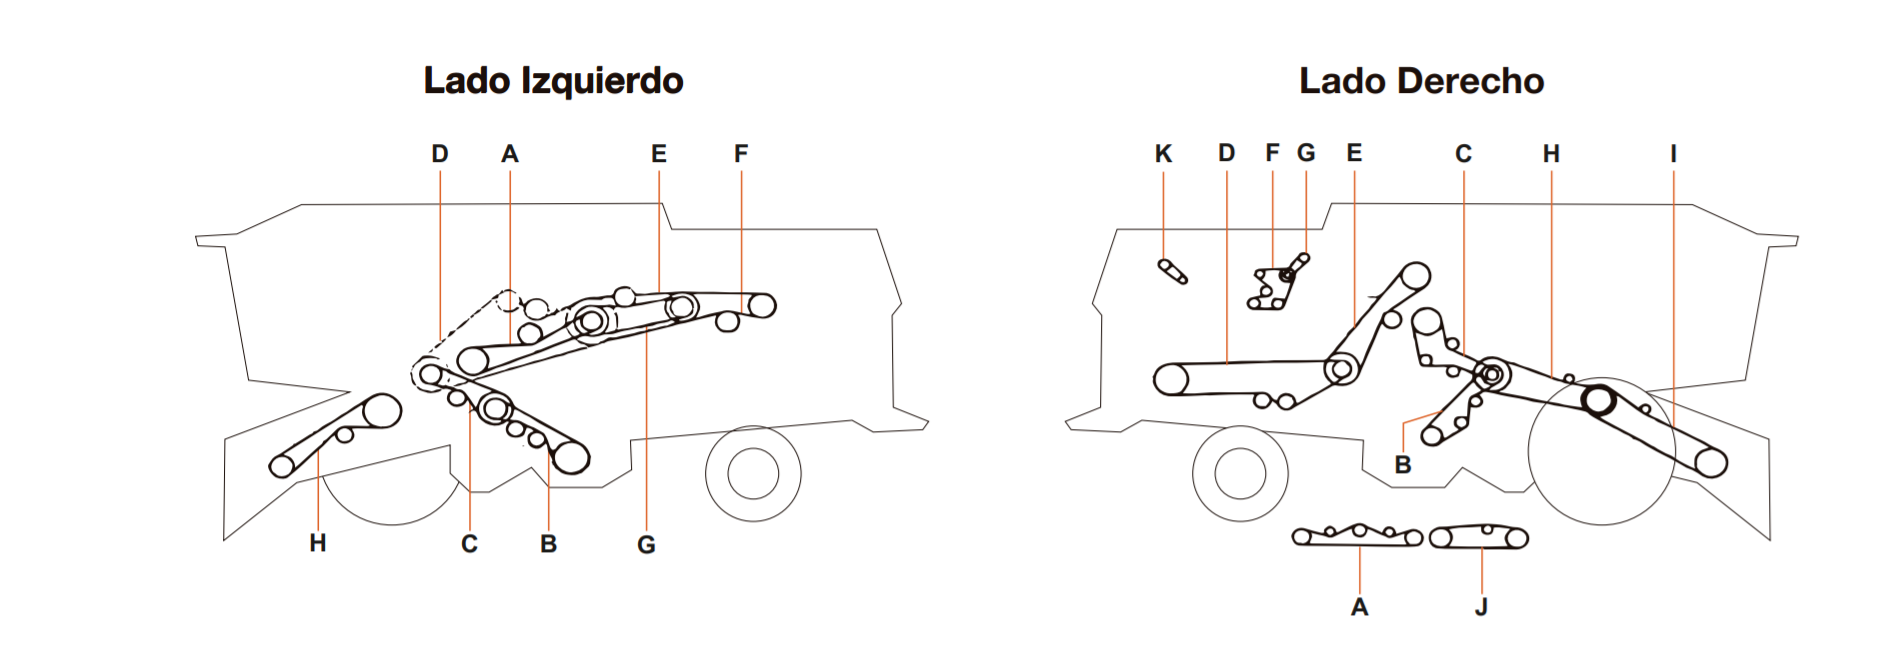 Lado Izquierdo
D A E F
H C B G
Lado Derecho
K D F G E C H I
B
A J